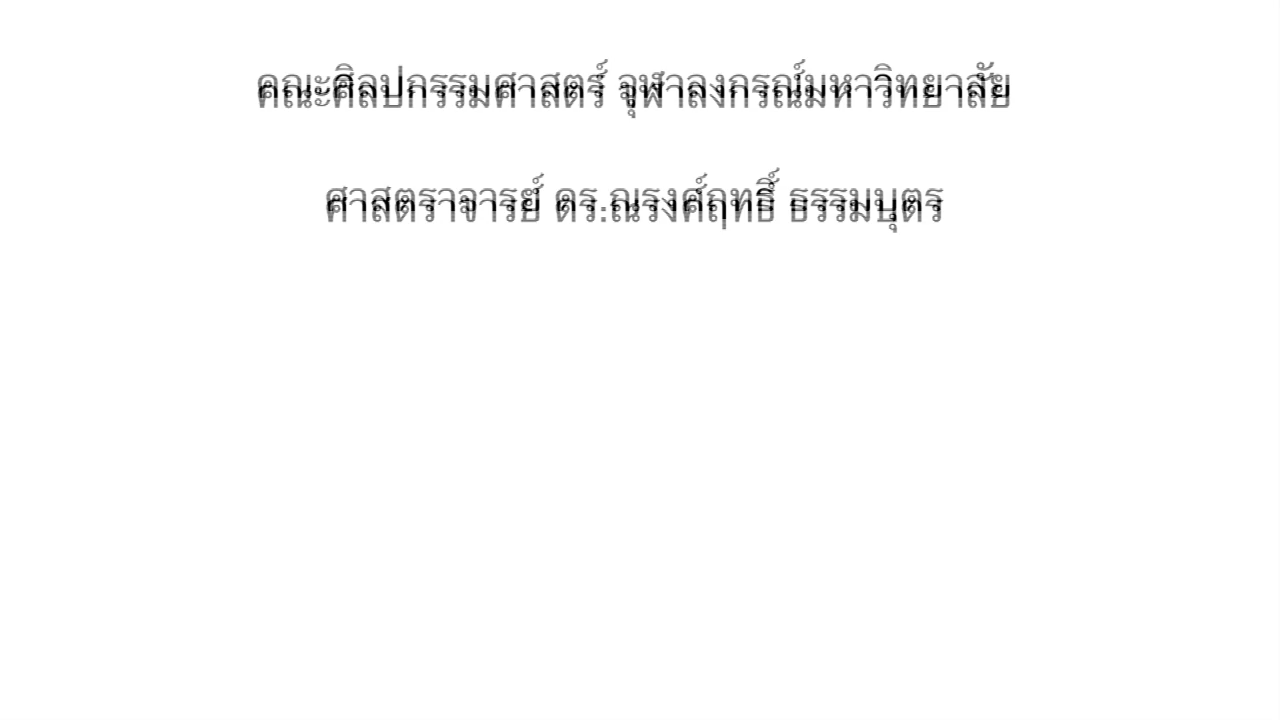 คณะศิลปกรรมศาสตร์ จุฬาลงกรณ์มหาวิทยาลัย
ศาสตราจารย์ ดร.ณรงค์ฤทธิ์ ธรรมบุตร